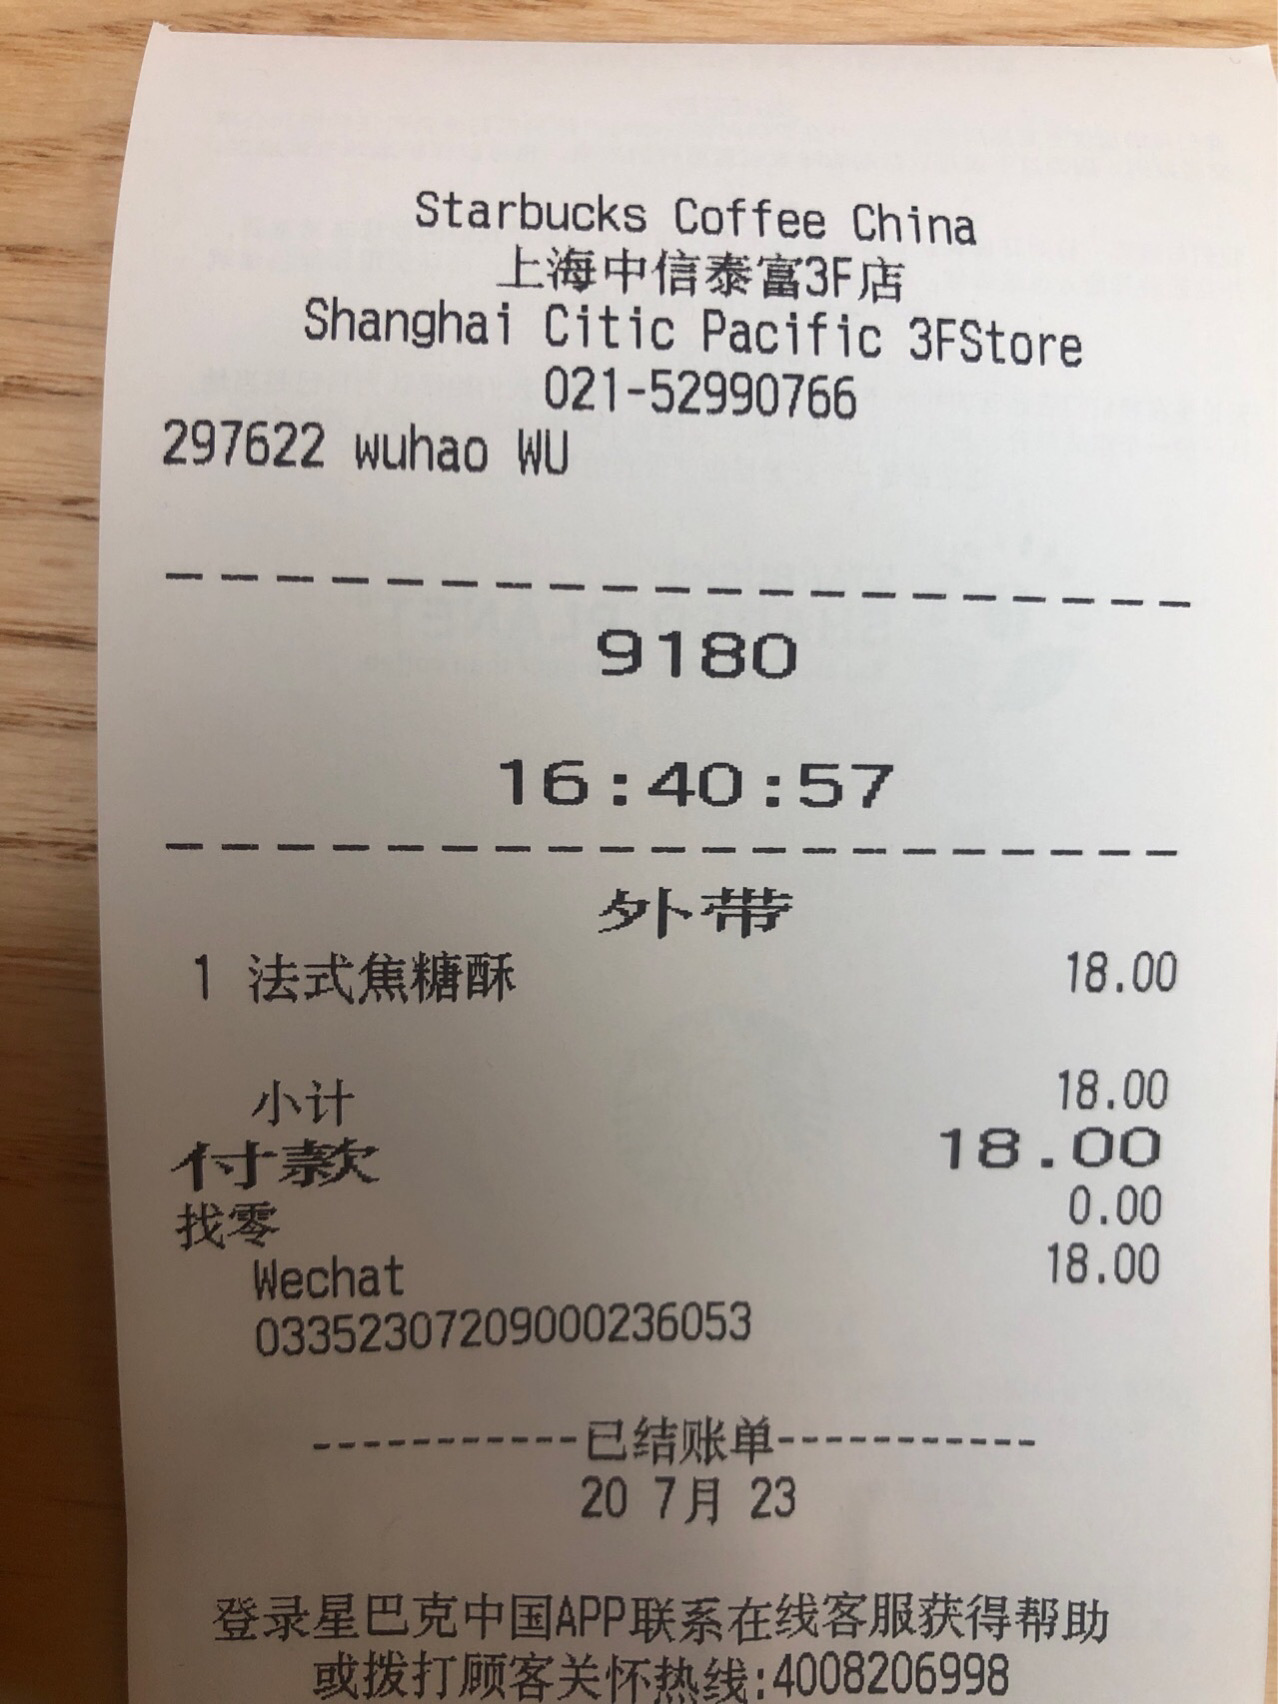 Starbucks Coffee China
上海中信泰富3F店
Shanghai Citic Pacific 3FStore
021-52990766
297622 wuhao WU
9180
16:40:57
外带
1 法式焦糖酥 18.00
小计 18.00
付款 18.00
找零 0.00
Wechat 18.00
03352307209000236053
-----------已结账单-----------
20 7月 23
登录星巴克中国APP联系在线客服获得帮助
或拨打顾客关怀热线:4008206998